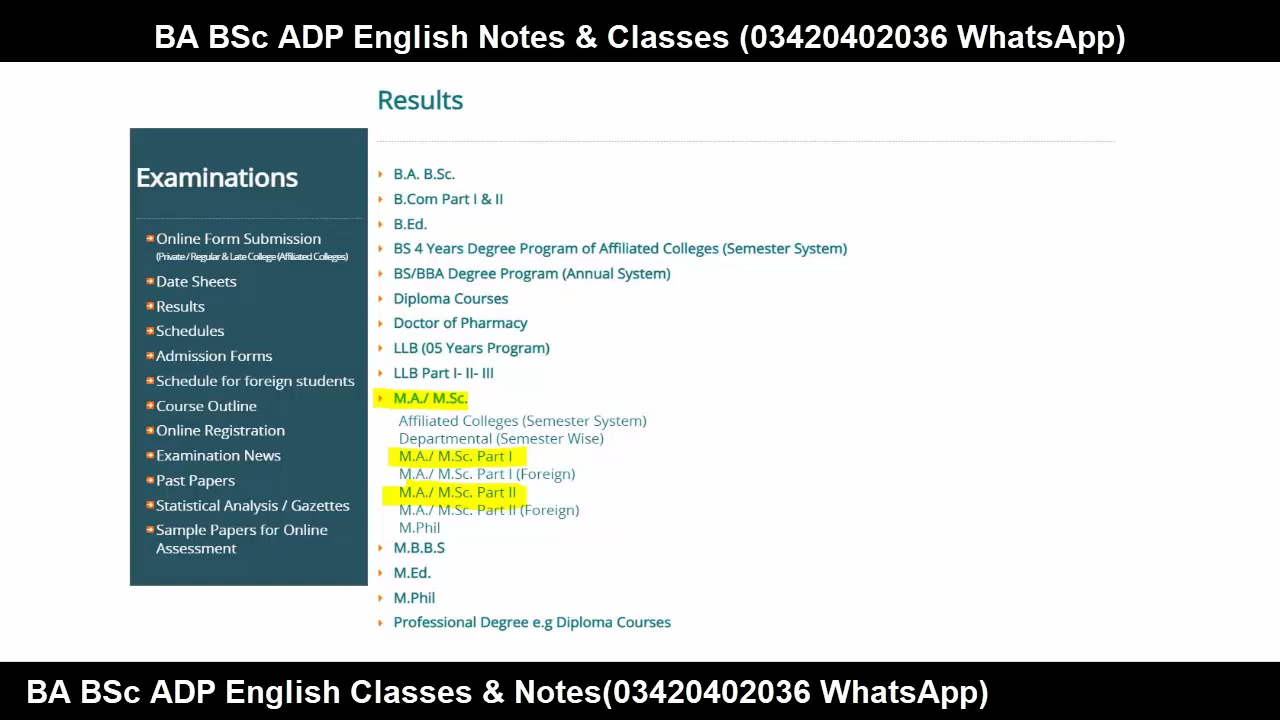 BA BSc ADP English Notes & Classes (03420402036 WhatsApp)
Results
Examinations
Online Form Submission
(Private / Regular & Late College (Affiliated Colleges)
Date Sheets
Results
Schedules
Admission Forms
Schedule for foreign students
Course Outline
Online Registration
Examination News
Past Papers
Statistical Analysis / Gazettes
Sample Papers for Online
Assessment
B.A. B.Sc.
B.Com Part I & II
B.Ed.
BS 4 Years Degree Program of Affiliated Colleges (Semester System)
BS/BBA Degree Program (Annual System)
Diploma Courses
Doctor of Pharmacy
LLB (05 Years Program)
LLB Part I- II- III
M.A./ M.Sc.
Affiliated Colleges (Semester System)
Departmental (Semester Wise)
M.A./ M.Sc. Part I
M.A./ M.Sc. Part I (Foreign)
M.A./ M.Sc. Part II
M.A./ M.Sc. Part II (Foreign)
M.Phil
M.B.B.S
M.Ed.
M.Phil
Professional Degree e.g Diploma Courses
BA BSc ADP English Classes & Notes(03420402036 WhatsApp)